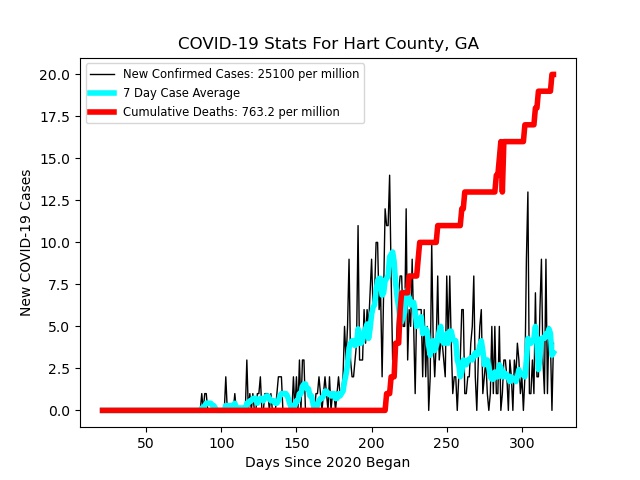 COVID-19 Stats For Hart County, GA
New Confirmed Cases: 25100 per million
7 Day Case Average
Cumulative Deaths: 763.2 per million
New COVID-19 Cases
20.0
17.5
15.0
12.5
10.0
7.5
5.0
2.5
0.0
50 100 150 200 250 300
Days Since 2020 Began